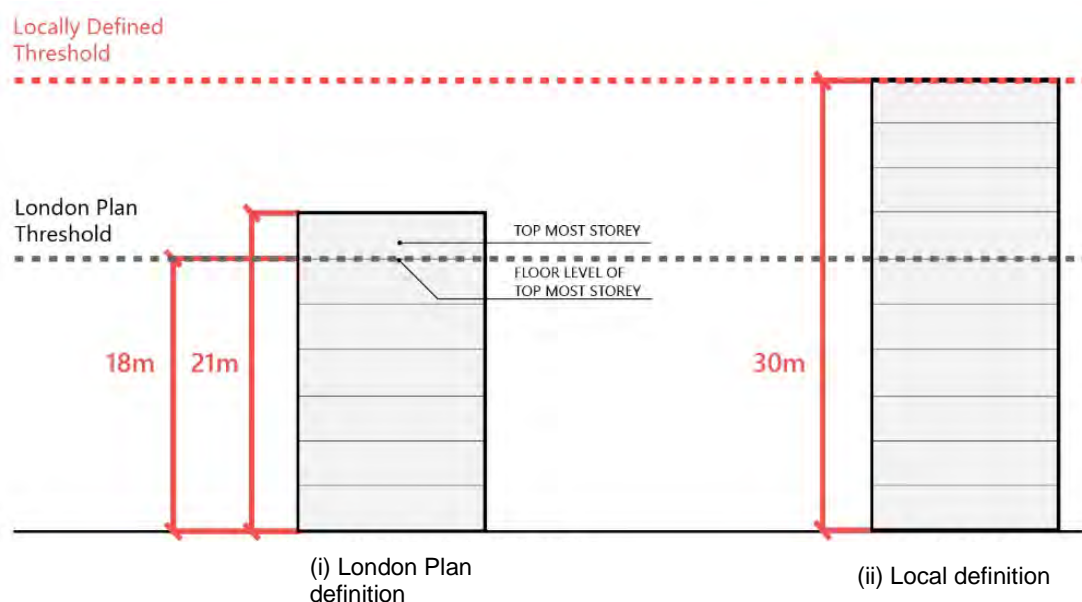 Locally Defined
Threshold
London Plan
Threshold
TOP MOST STOREY
FLOOR LEVEL OF
TOP MOST STOREY
18m
21m
30m
(i) London Plan
definition
(ii) Local definition